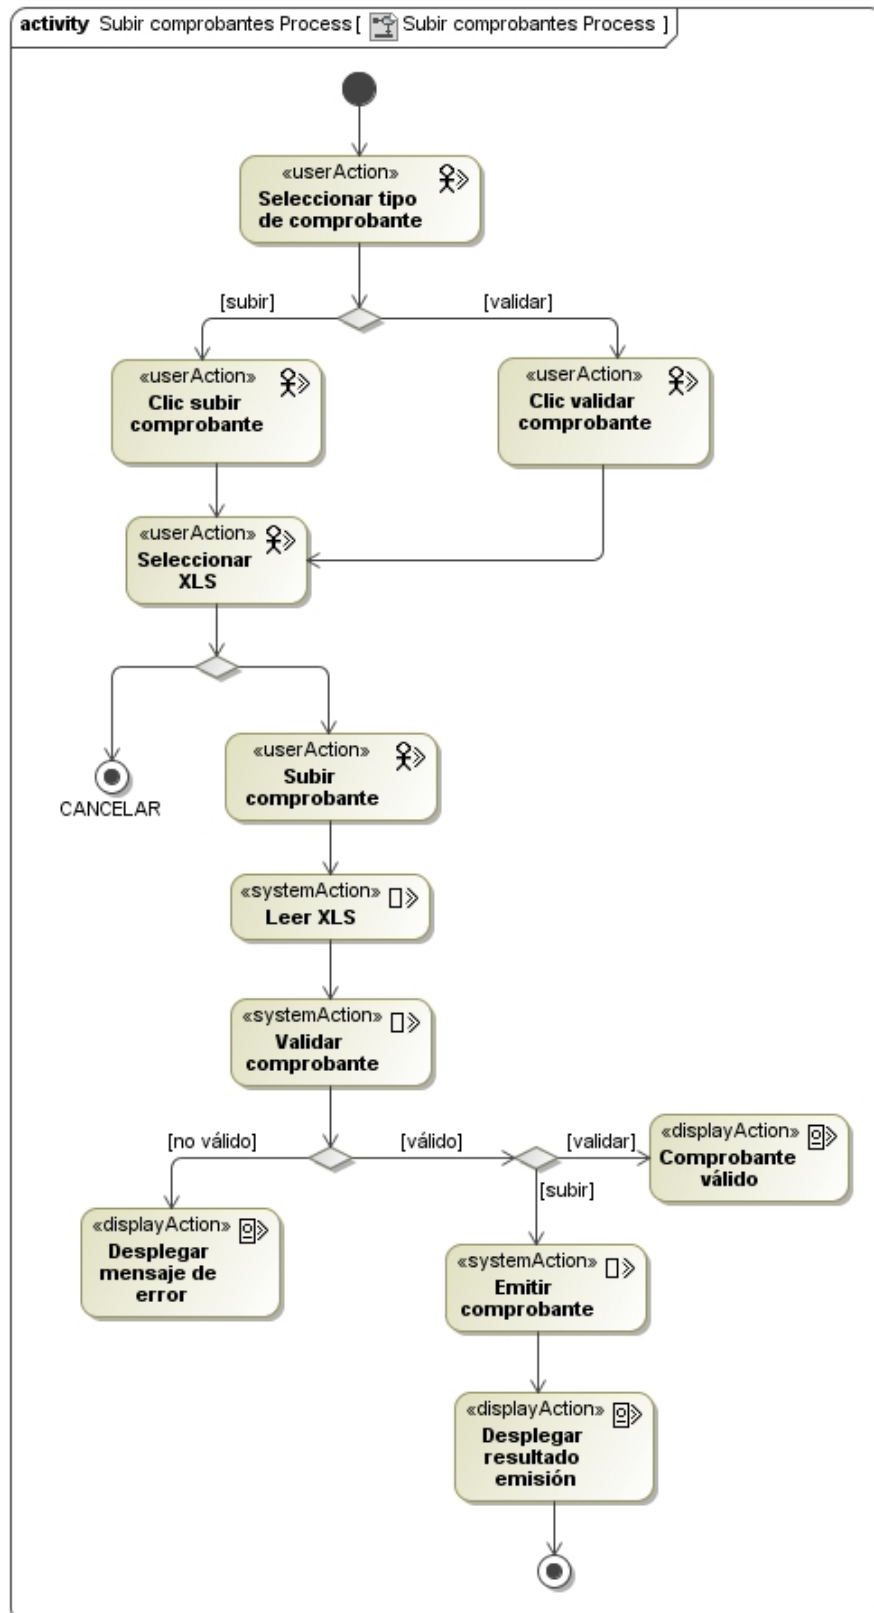 activity Subir comprobantes Process [ Subir comprobantes Process ]
«userAction»
Seleccionar tipo
de comprobante
[subir]
[validar]
«userAction»
Clic subir
comprobante
«userAction»
Clic validar
comprobante
«userAction»
Seleccionar
XLS
CANCELAR
«userAction»
Subir
comprobante
«systemAction»
Leer XLS
«systemAction»
Validar
comprobante
[no válido]
[válido]
[validar]
[subir]
«displayAction»
Comprobante
válido
«displayAction»
Desplegar
mensaje de
error
«systemAction»
Emitir
comprobante
«displayAction»
Desplegar
resultado
emisión